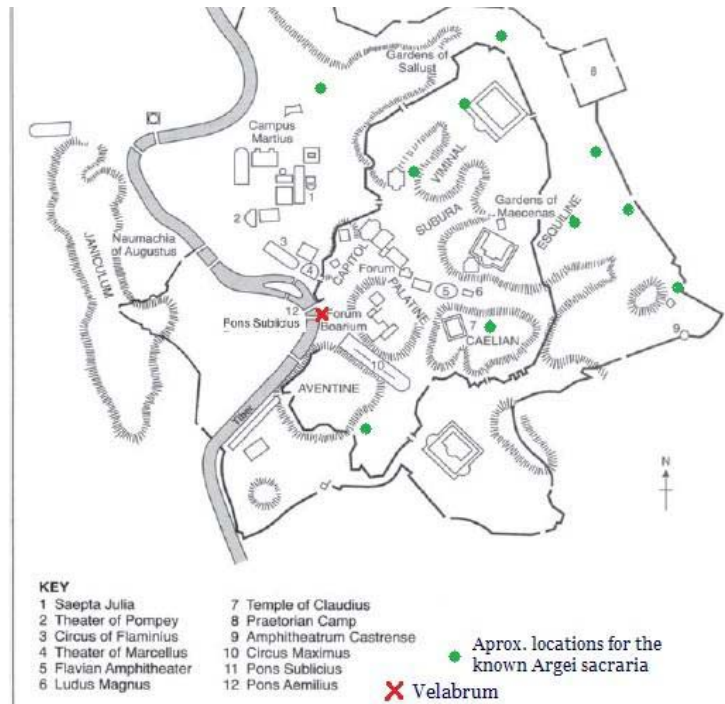 Gardens of
Sallust
8
Campus
Martius
1
2
VIMINAL
Gardens of
Maecenas
SUBURA
ESQUILINE
JANICULUM
Naumachia
of Augustus
3
4
CAPITOL
Forum
PALATINE
5
6
12
Forum
Boarium
Pons Sublicius
7
CAELIAN
9
10
AVENTINE
Tiber
N
KEY
1 Saepta Julia
2 Theater of Pompey
3 Circus of Flaminius
4 Theater of Marcellus
5 Flavian Amphitheater
6 Ludus Magnus
7 Temple of Claudius
8 Praetorian Camp
9 Amphitheatrum Castrense
10 Circus Maximus
11 Pons Sublicius
12 Pons Aemilius
Aprox. locations for the
known Argei sacraria
Velabrum